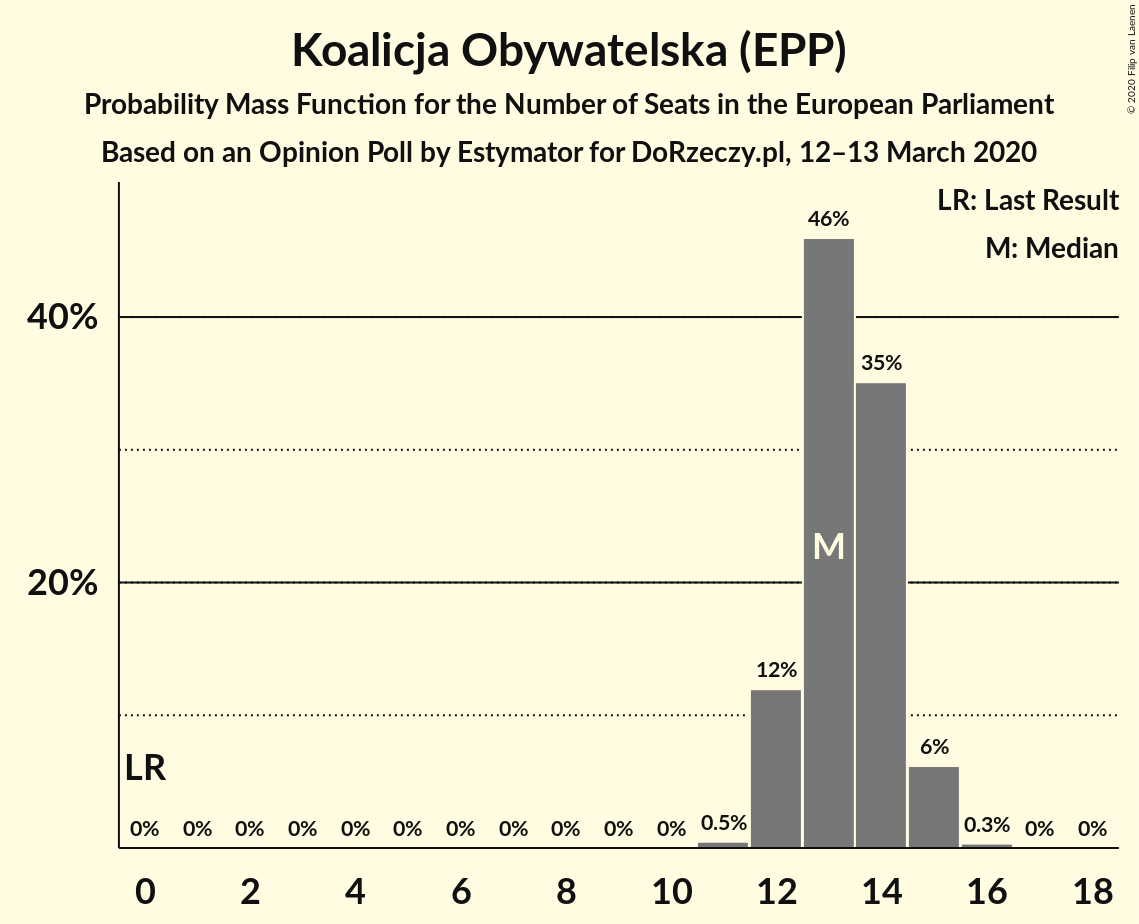 Koalicja Obywatelska (EPP)
Probability Mass Function for the Number of Seats in the European Parliament
Based on an Opinion Poll by Estymator for DoRzeczy.pl, 12–13 March 2020
© 2020 Filip van Laenen
LR: Last Result
M: Median
46%
40%
35%
M
20%
12%
6%
LR
0% 0% 0% 0% 0% 0% 0% 0% 0% 0% 0% 0.5% 0.3% 0% 0%
0 2 4 6 8 10 12 14 16 18